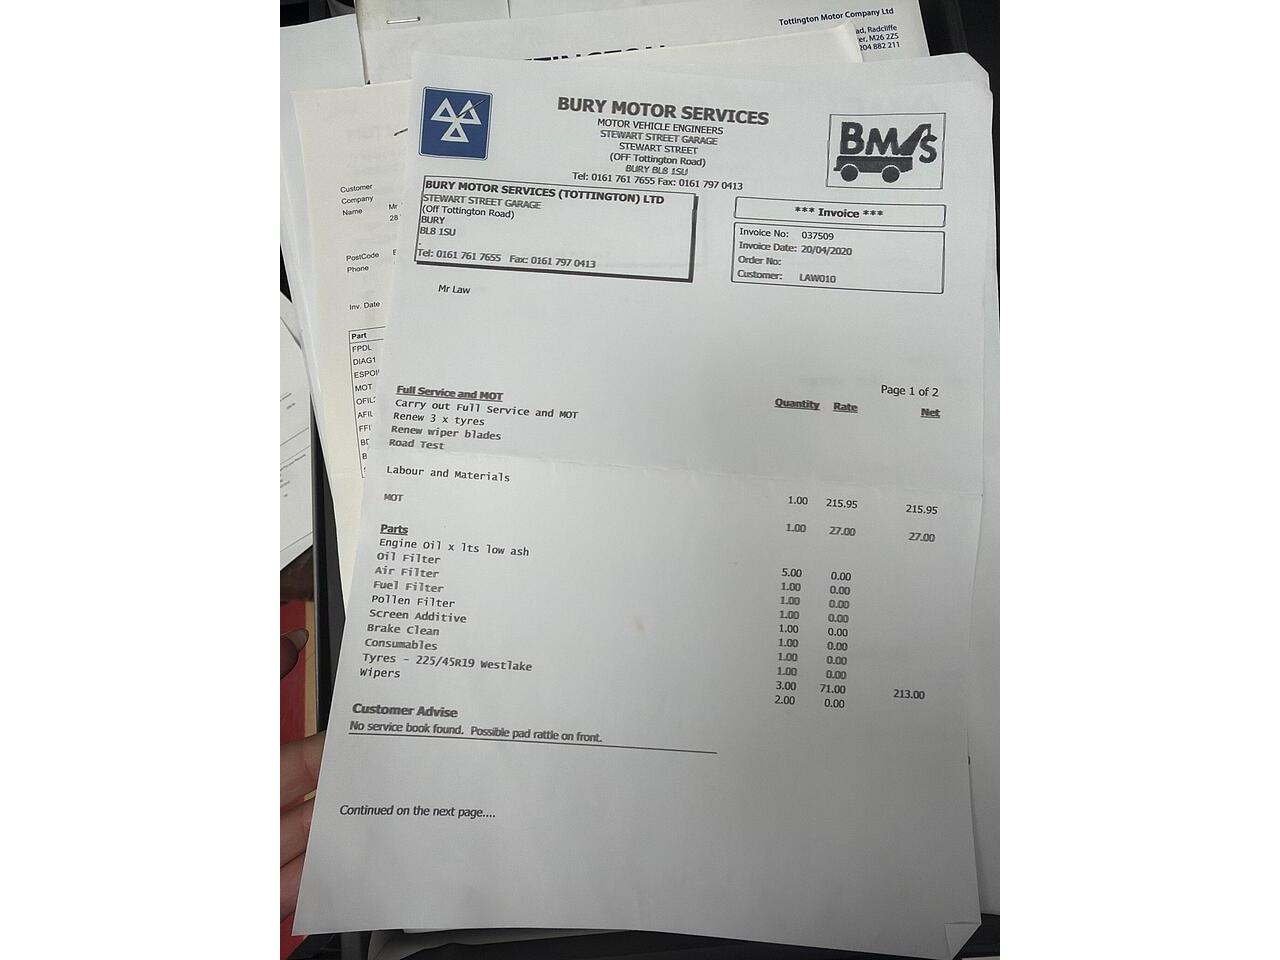 Tottington Motor Company Ltd
ad, Radcliffe
er, M26 2ZS
204 882 211
BURY MOTOR SERVICES
MOTOR VEHICLE ENGINEERS
STEWART STREET GARAGE
STEWART STREET
(OFF Tottington Road)
BURY BL8 1SU
Tel: 0161 761 7655 Fax: 0161 797 0413
BMS
BURY MOTOR SERVICES (TOTTINGTON) LTD
STEWART STREET GARAGE
(Off Tottington Road)
BURY
BL8 1SU
.
Tel: 0161 761 7655 Fax: 0161 797 0413
*** Invoice ***
Invoice No: 037509
Invoice Date: 20/04/2020
Order No:
Customer: LAW010
Mr Law
Customer
Company
Name Mr
28
PostCode
Phone
Inv. Date
Part
FPDL
DIAG1
ESPOI
MOT
OFIL
AFIL
FFI
Page 1 of 2
Full Service and MOT Quantity Rate Net
Carry out Full Service and MOT
Renew 3 x tyres
Renew wiper blades
Road Test
Labour and Materials 1.00 215.95 215.95
MOT 1.00 27.00 27.00
Parts
Engine Oil x lts low ash 5.00 0.00
Oil Filter 1.00 0.00
Air Filter 1.00 0.00
Fuel Filter 1.00 0.00
Pollen Filter 1.00 0.00
Screen Additive 1.00 0.00
Brake Clean 1.00 0.00
Consumables 1.00 0.00
Tyres - 225/45R19 Westlake 3.00 71.00 213.00
Wipers 2.00 0.00
Customer Advise
No service book found. Possible pad rattle on front.
Continued on the next page....